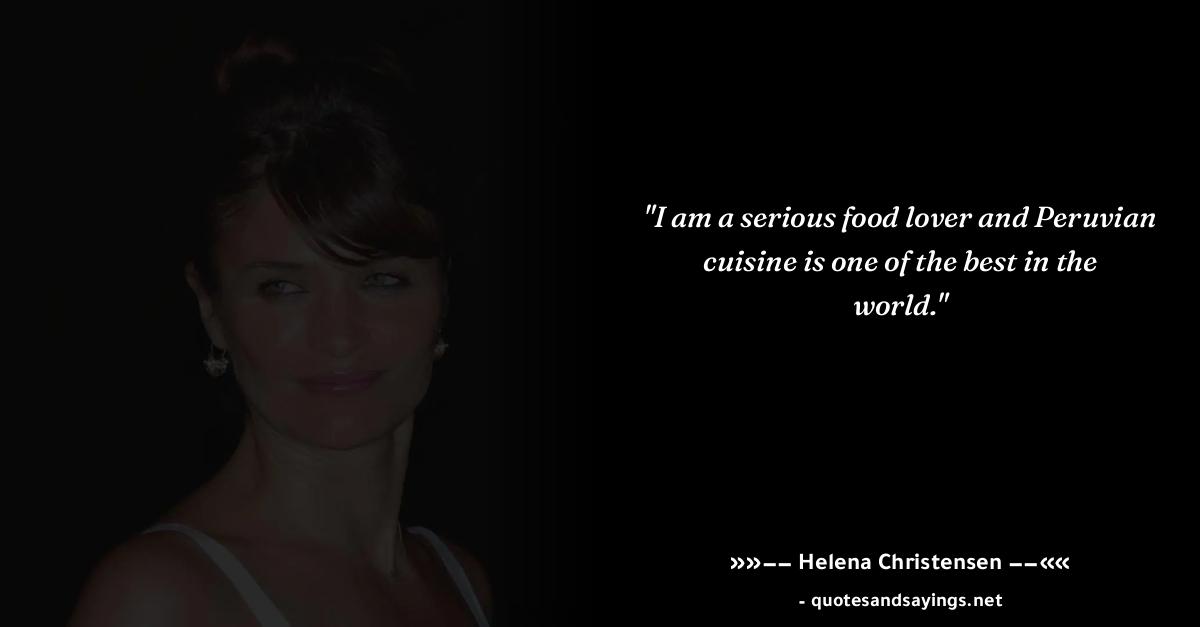 "I am a serious food lover and Peruvian
cuisine is one of the best in the
world."
»»–– Helena Christensen ––««
- quotesandsayings.net